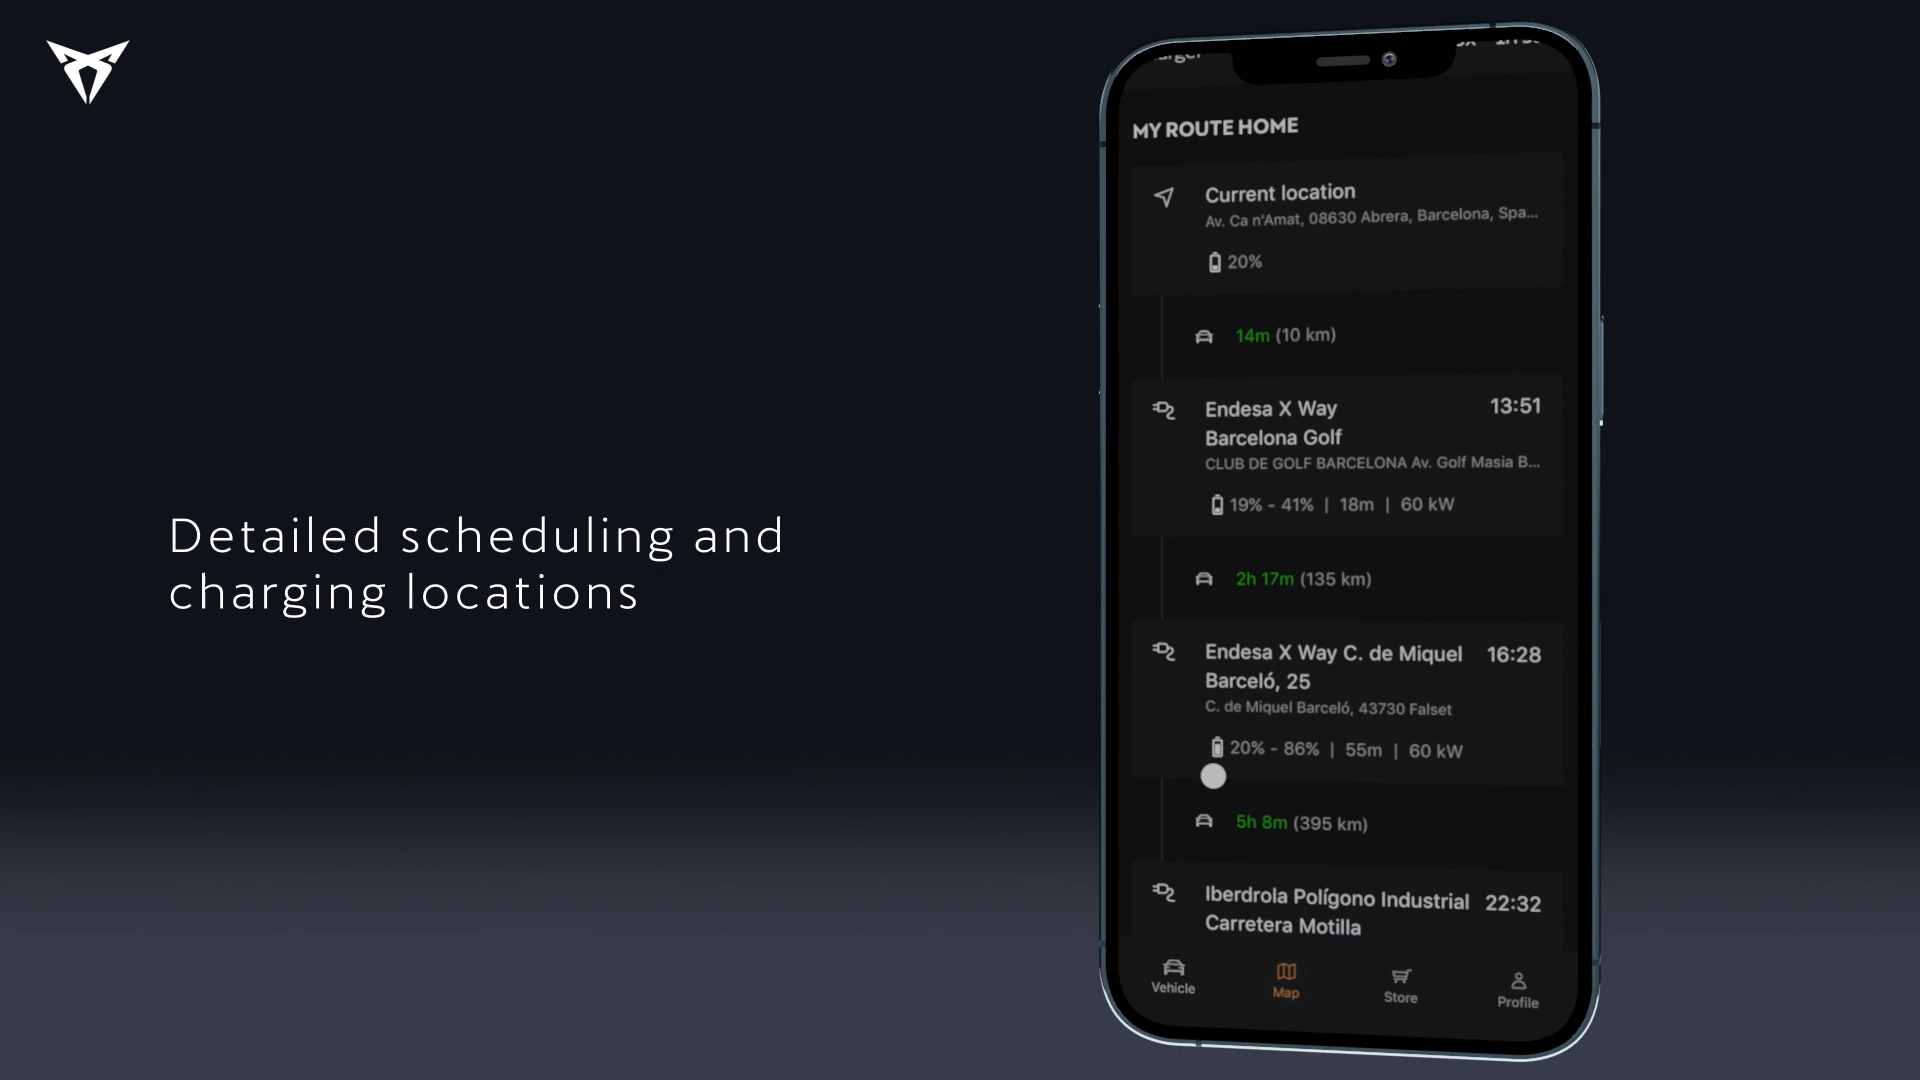 Detailed scheduling and
charging locations
MY ROUTE HOME
Current location
Av. Ca n'Amat, 08630 Abrera, Barcelona, Spa...
20%
14m (10 km)
Endesa X Way
Barcelona Golf
13:51
CLUB DE GOLF BARCELONA Av. Golf Masia B...
19% - 41% | 18m | 60 kW
2h 17m (135 km)
Endesa X Way C. de Miquel
Barceló, 25
16:28
C. de Miquel Barceló, 43730 Falset
20% - 86% | 55m | 60 kW
5h 8m (395 km)
Iberdrola Polígono Industrial
Carretera Motilla
22:32
Vehicle
Map
Store
Profile